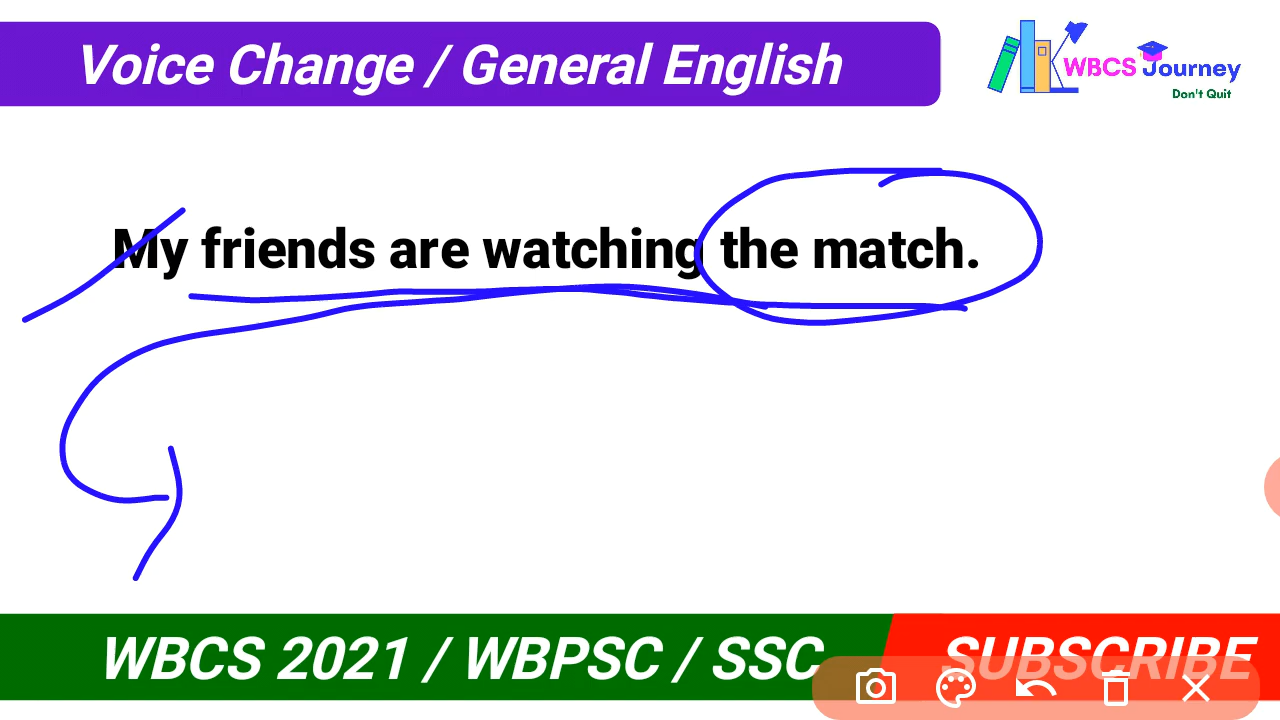 Voice Change / General English
WBCS Journey
Don't Quit
My friends are watching the match.
WBCS 2021 / WBPSC / SSC
SUBSCRIBE